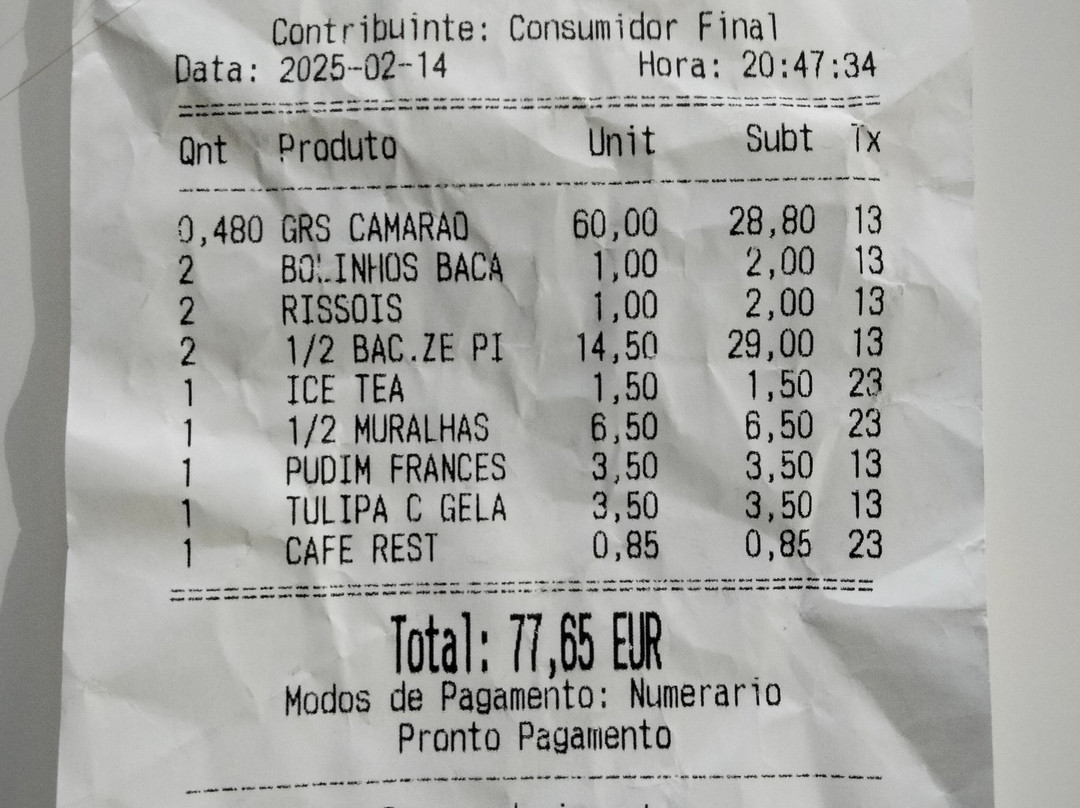 Contribuinte: Consumidor Final
Data: 2025-02-14 Hora: 20:47:34
Qnt Produto Unit Subt Tx
0,480 GRS CAMARAO 60,00 28,80 13
2 BOLINHOS BACA 1,00 2,00 13
2 RISSOIS 1,00 2,00 13
2 1/2 BAC.ZE PI 14,50 29,00 13
1 ICE TEA 1,50 1,50 23
1 1/2 MURALHAS 6,50 6,50 23
1 PUDIM FRANCES 3,50 3,50 13
1 TULIPA C GELA 3,50 3,50 13
1 CAFE REST 0,85 0,85 23
Total: 77,65 EUR
Modos de Pagamento: Numerario
Pronto Pagamento